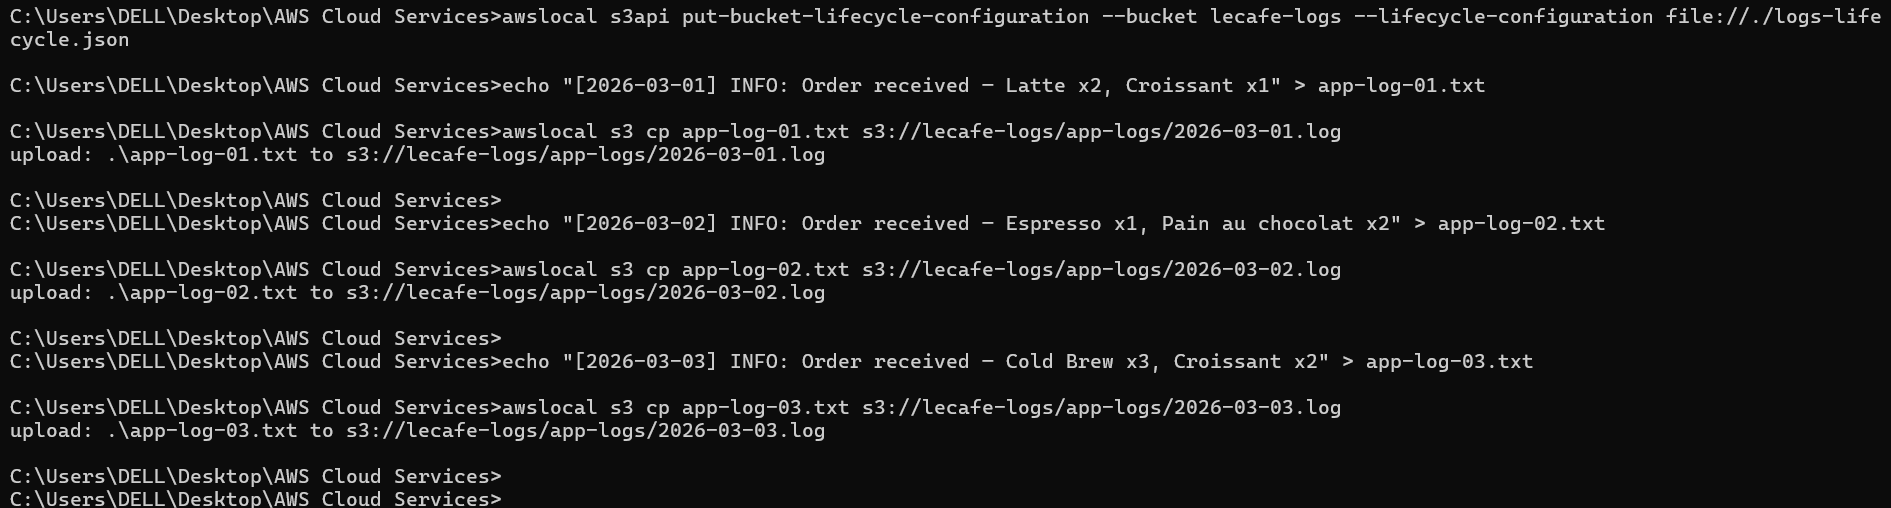 C:\Users\DELL\Desktop\AWS Cloud Services>awslocal s3api put-bucket-lifecycle-configuration --bucket lecafe-logs --lifecycle-configuration file://./logs-life
cycle.json
C:\Users\DELL\Desktop\AWS Cloud Services>echo "[2026-03-01] INFO: Order received — Latte x2, Croissant x1" > app-log-01.txt
C:\Users\DELL\Desktop\AWS Cloud Services>awslocal s3 cp app-log-01.txt s3://lecafe-logs/app-logs/2026-03-01.log
upload: .\app-log-01.txt to s3://lecafe-logs/app-logs/2026-03-01.log
C:\Users\DELL\Desktop\AWS Cloud Services>
C:\Users\DELL\Desktop\AWS Cloud Services>echo "[2026-03-02] INFO: Order received — Espresso x1, Pain au chocolat x2" > app-log-02.txt
C:\Users\DELL\Desktop\AWS Cloud Services>awslocal s3 cp app-log-02.txt s3://lecafe-logs/app-logs/2026-03-02.log
upload: .\app-log-02.txt to s3://lecafe-logs/app-logs/2026-03-02.log
C:\Users\DELL\Desktop\AWS Cloud Services>
C:\Users\DELL\Desktop\AWS Cloud Services>echo "[2026-03-03] INFO: Order received — Cold Brew x3, Croissant x2" > app-log-03.txt
C:\Users\DELL\Desktop\AWS Cloud Services>awslocal s3 cp app-log-03.txt s3://lecafe-logs/app-logs/2026-03-03.log
upload: .\app-log-03.txt to s3://lecafe-logs/app-logs/2026-03-03.log
C:\Users\DELL\Desktop\AWS Cloud Services>
C:\Users\DELL\Desktop\AWS Cloud Services>